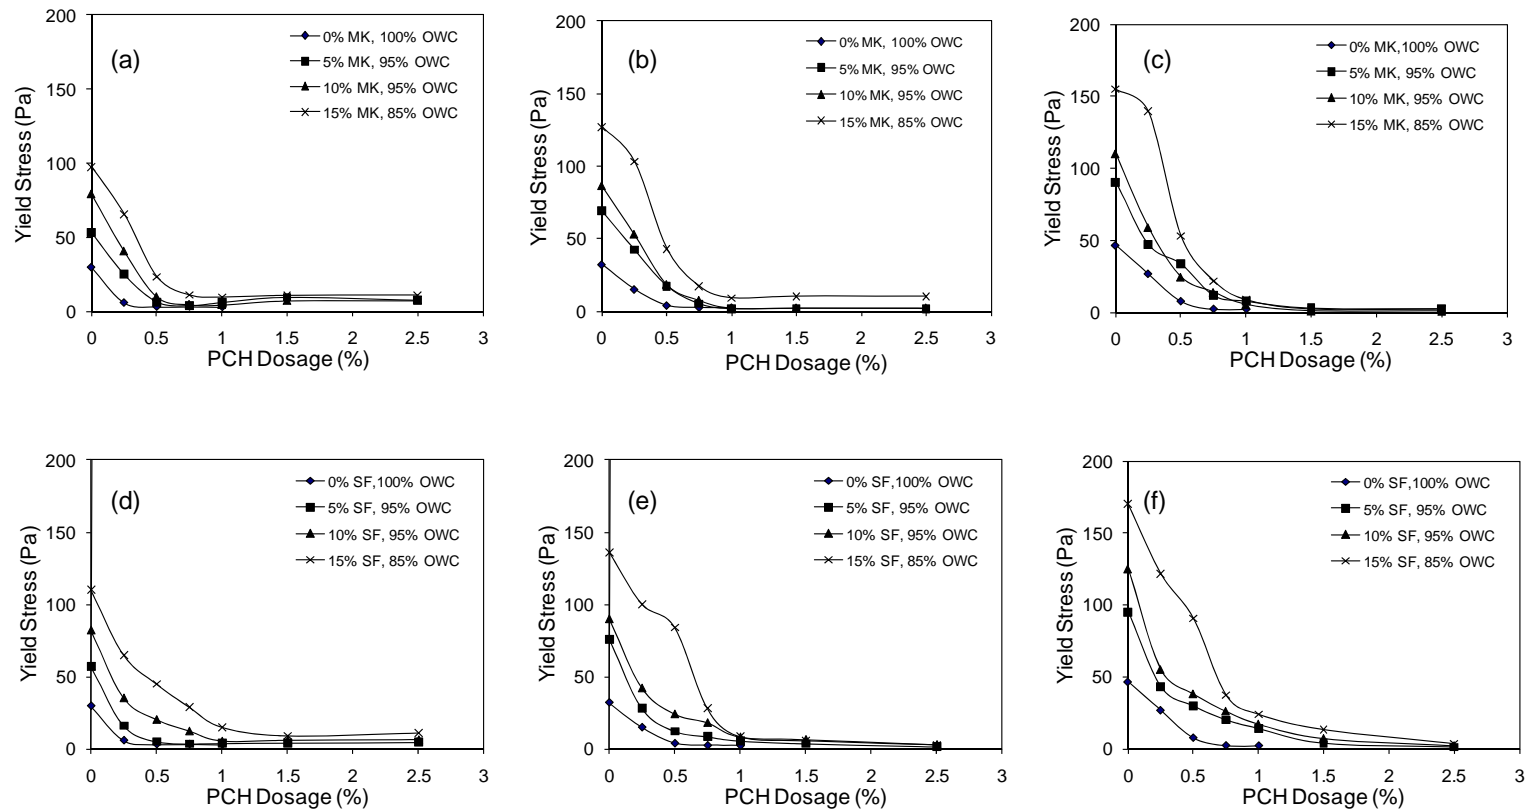 (a)
0% MK, 100% OWC
5% MK, 95% OWC
10% MK, 95% OWC
15% MK, 85% OWC
Yield Stress (Pa)
200
150
100
50
0
0 0.5 1 1.5 2 2.5 3
PCH Dosage (%)
(b)
0% MK, 100% OWC
5% MK, 95% OWC
10% MK, 95% OWC
15% MK, 85% OWC
Yield Stress (Pa)
200
150
100
50
0
0 0.5 1 1.5 2 2.5 3
PCH Dosage (%)
(c)
0% MK,100% OWC
5% MK, 95% OWC
10% MK, 95% OWC
15% MK, 85% OWC
Yield Stress (Pa)
200
150
100
50
0
0 0.5 1 1.5 2 2.5 3
PCH Dosage (%)
(d)
0% SF,100% OWC
5% SF, 95% OWC
10% SF, 95% OWC
15% SF, 85% OWC
Yield Stress (Pa)
200
150
100
50
0
0 0.5 1 1.5 2 2.5 3
PCH Dosage (%)
(e)
0% SF,100% OWC
5% SF, 95% OWC
10% SF, 95% OWC
15% SF, 85% OWC
Yield Stress (Pa)
200
150
100
50
0
0 0.5 1 1.5 2 2.5 3
PCH Dosage (%)
(f)
0% SF,100% OWC
5% SF, 95% OWC
10% SF, 95% OWC
15% SF, 85% OWC
Yield Stress (Pa)
200
150
100
50
0
0 0.5 1 1.5 2 2.5 3
PCH Dosage (%)